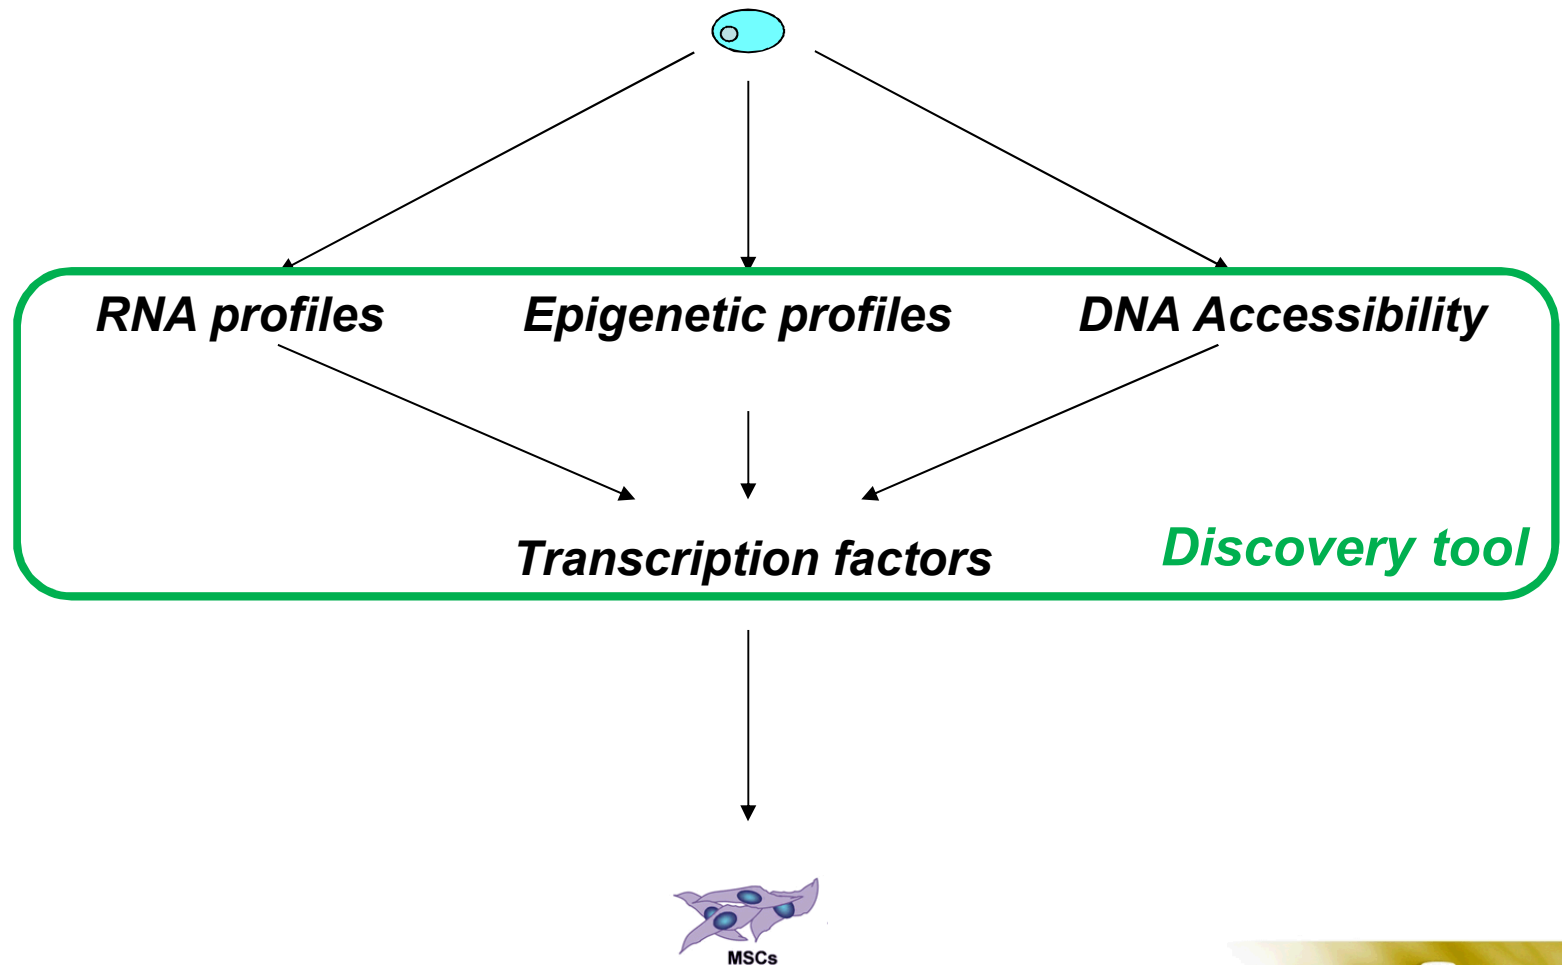 RNA profiles
Epigenetic profiles
DNA Accessibility
Transcription factors
Discovery tool
MSCs